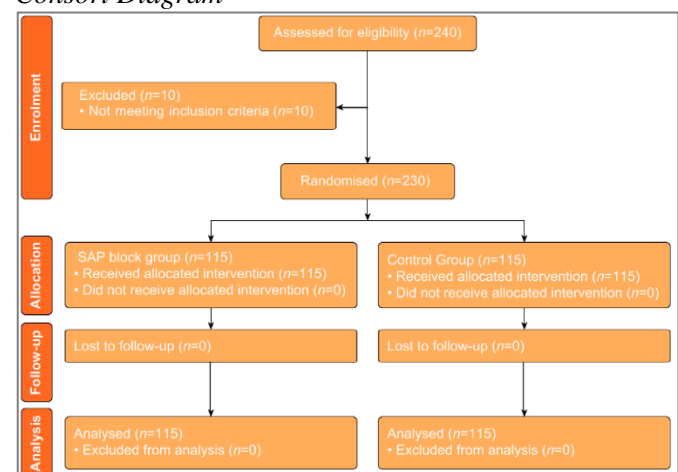 Consort Diagram
Enrolment
Assessed for eligibility (n=240)
Excluded (n=10)
• Not meeting inclusion criteria (n=10)
Randomised (n=230)
Allocation
SAP block group (n=115)
• Received allocated intervention (n=115)
• Did not receive allocated intervention (n=0)
Control Group (n=115)
• Received allocated intervention (n=115)
• Did not receive allocated intervention (n=0)
Follow-up
Lost to follow-up (n=0)
Lost to follow-up (n=0)
Analysis
Analysed (n=115)
• Excluded from analysis (n=0)
Analysed (n=115)
• Excluded from analysis (n=0)